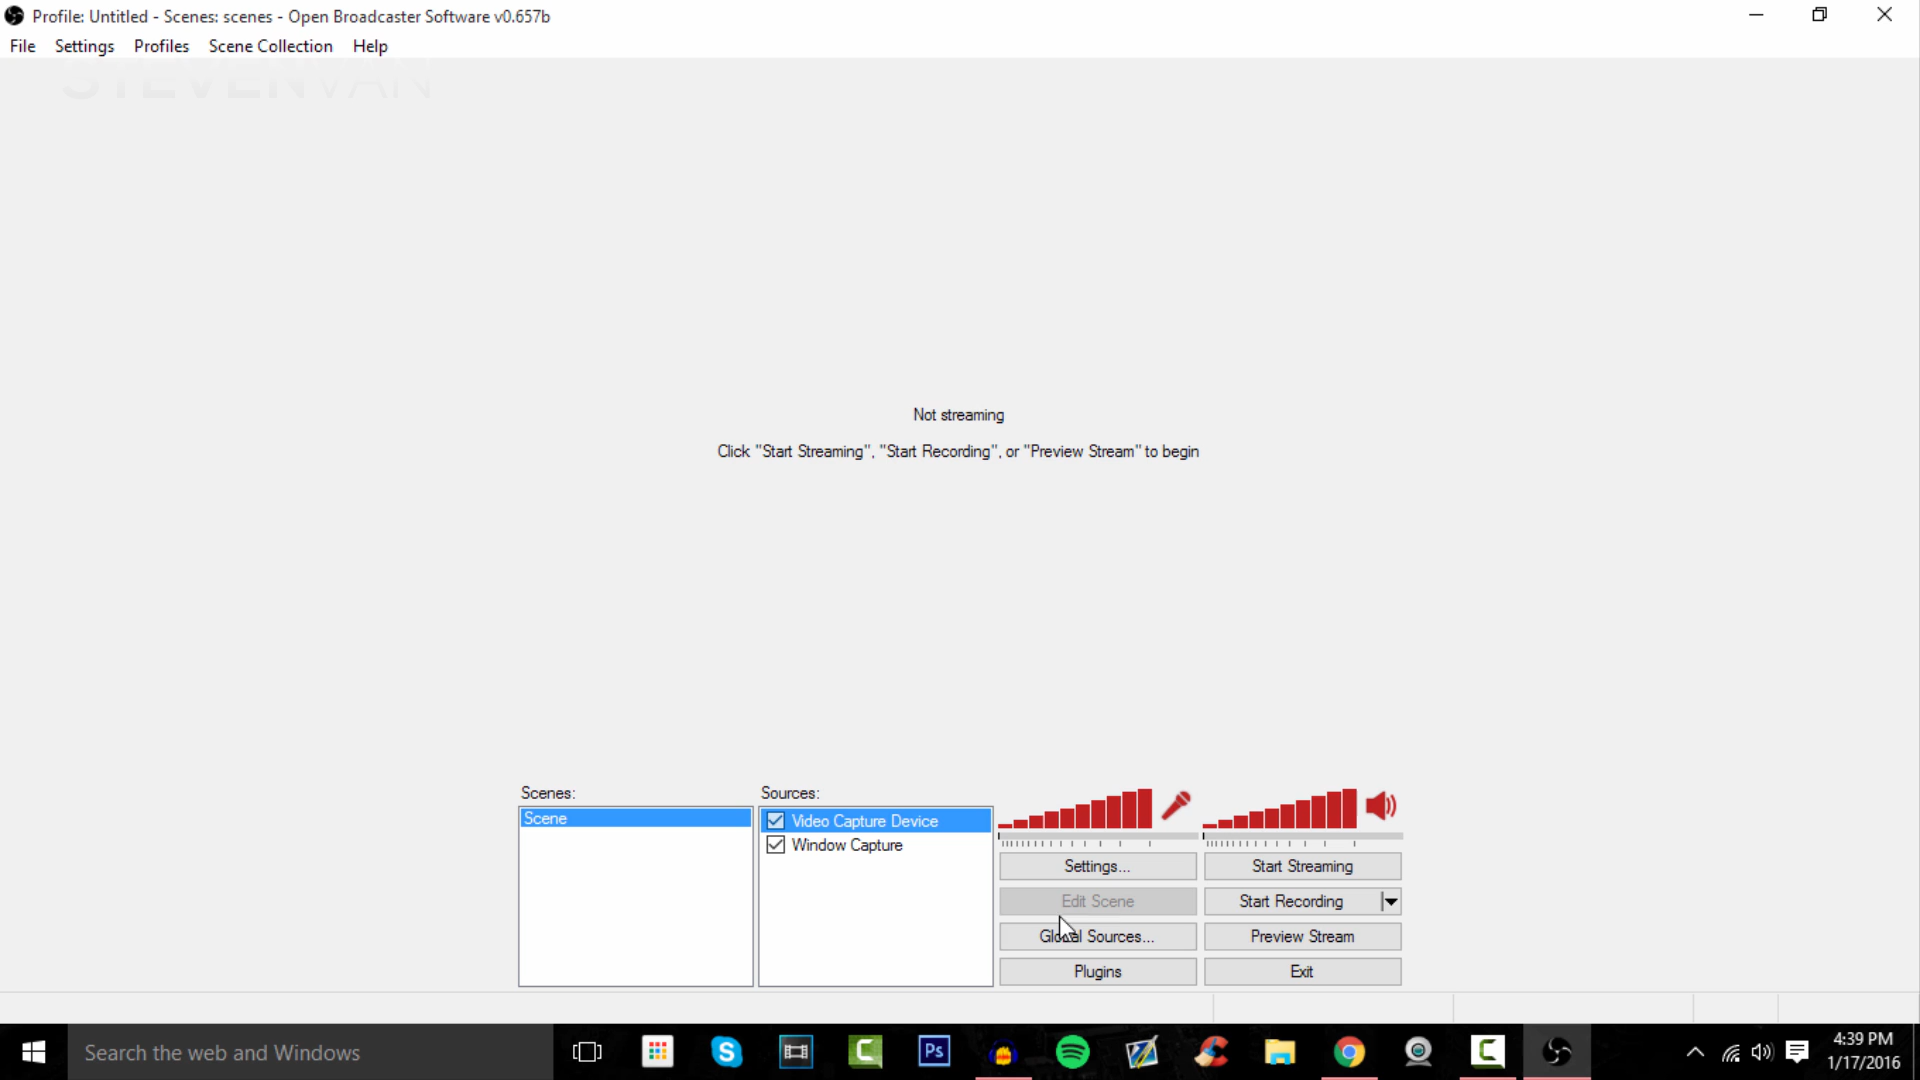 Profile: Untitled - Scenes: scenes - Open Broadcaster Software v0.657b
File Settings Profiles Scene Collection Help
STEVENVAN
Not streaming
Click "Start Streaming", "Start Recording", or "Preview Stream" to begin
Scenes:
Scene
Sources:
Video Capture Device
Window Capture
Settings...
Start Streaming
Edit Scene
Start Recording
Global Sources...
Preview Stream
Plugins
Exit
Search the web and Windows
Ps
4:39 PM
1/17/2016